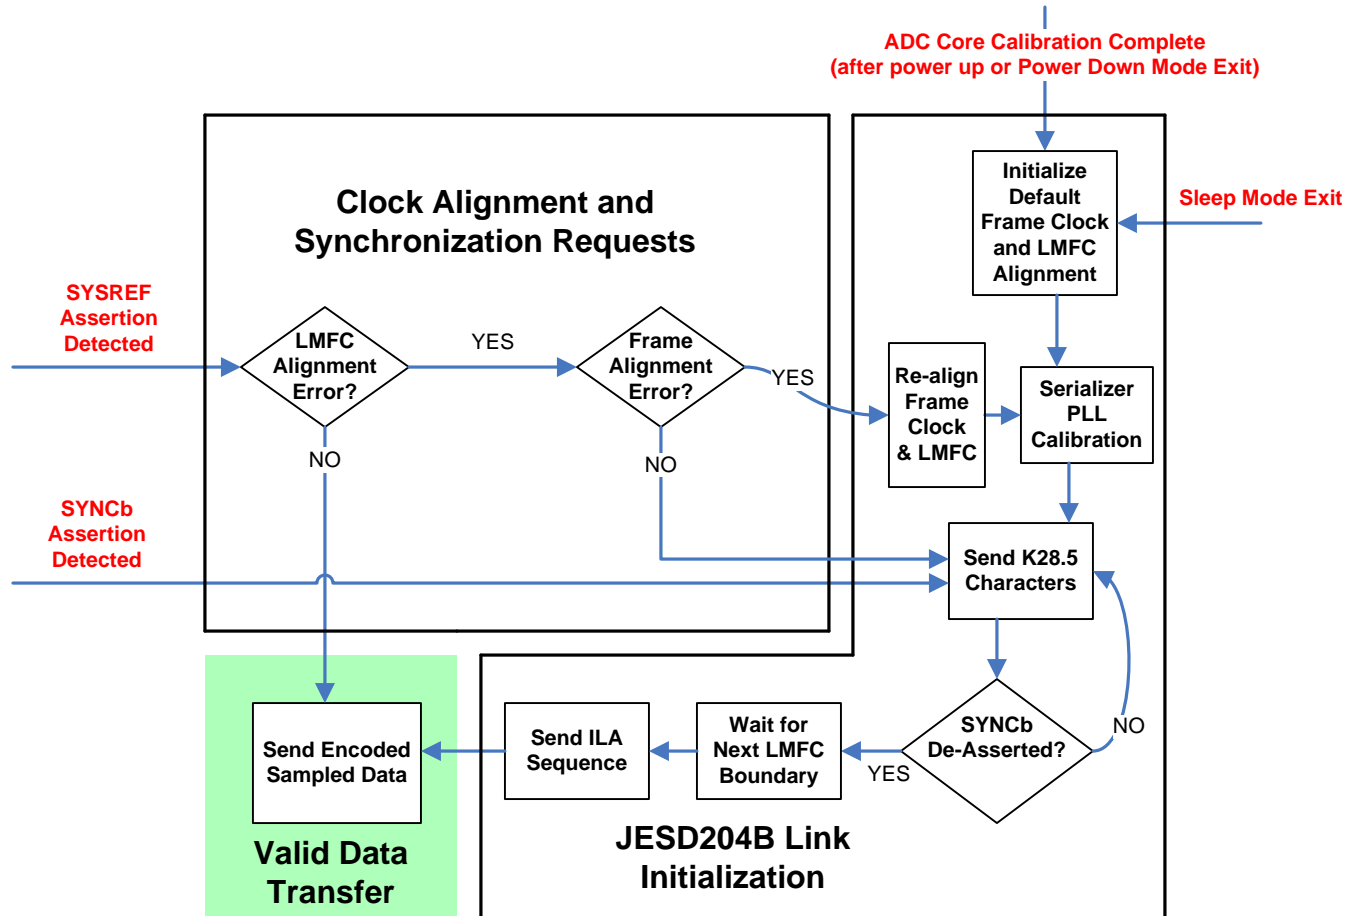 ADC Core Calibration Complete
(after power up or Power Down Mode Exit)
Clock Alignment and
Synchronization Requests
Initialize
Default
Frame Clock
and LMFC
Alignment
Sleep Mode Exit
SYSREF
Assertion
Detected
LMFC
Alignment
Error?
YES
Frame
Alignment
Error?
YES
Re-align
Frame
Clock
& LMFC
Serializer
PLL
Calibration
NO
NO
SYNCb
Assertion
Detected
Send K28.5
Characters
Send Encoded
Sampled Data
Send ILA
Sequence
Wait for
Next LMFC
Boundary
YES
SYNCb
De-Asserted?
NO
Valid Data
Transfer
JESD204B Link
Initialization